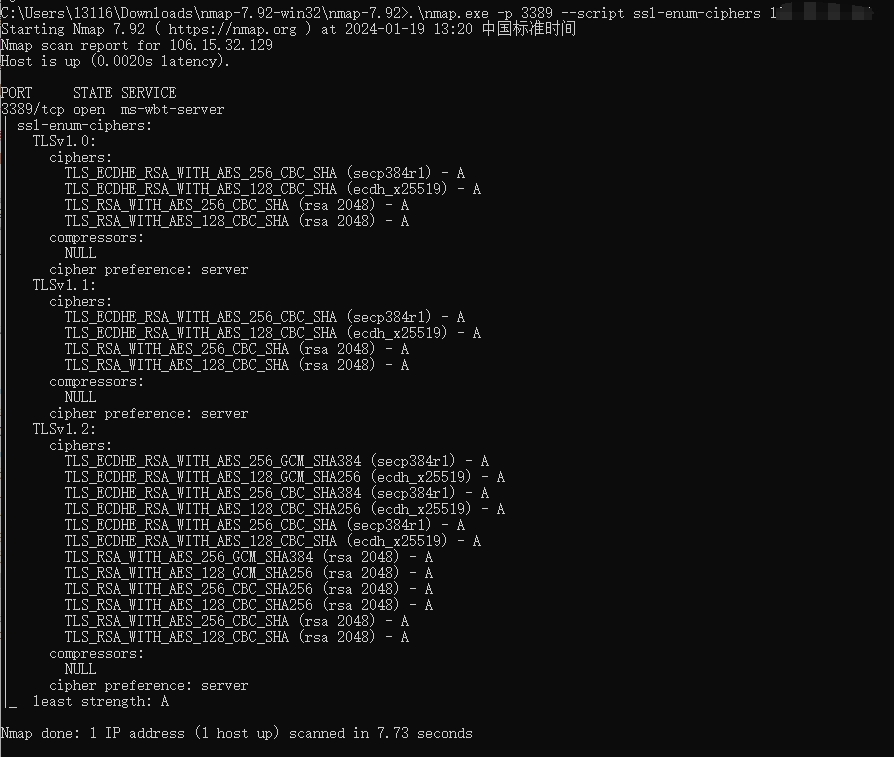 C:\Users\13116\Downloads\nmap-7.92-win32\nmap-7.92>.\nmap.exe -p 3389 --script ssl-enum-ciphers
Starting Nmap 7.92 ( https://nmap.org ) at 2024-01-19 13:20 中国标准时间
Nmap scan report for 106.15.32.129
Host is up (0.0020s latency).
PORT     STATE SERVICE
3389/tcp open  ms-wbt-server
| ssl-enum-ciphers:
|   TLSv1.0:
|     ciphers:
|       TLS_ECDHE_RSA_WITH_AES_256_CBC_SHA (secp384r1) - A
|       TLS_ECDHE_RSA_WITH_AES_128_CBC_SHA (ecdh_x25519) - A
|       TLS_RSA_WITH_AES_256_CBC_SHA (rsa 2048) - A
|       TLS_RSA_WITH_AES_128_CBC_SHA (rsa 2048) - A
|     compressors:
|       NULL
|     cipher preference: server
|   TLSv1.1:
|     ciphers:
|       TLS_ECDHE_RSA_WITH_AES_256_CBC_SHA (secp384r1) - A
|       TLS_ECDHE_RSA_WITH_AES_128_CBC_SHA (ecdh_x25519) - A
|       TLS_RSA_WITH_AES_256_CBC_SHA (rsa 2048) - A
|       TLS_RSA_WITH_AES_128_CBC_SHA (rsa 2048) - A
|     compressors:
|       NULL
|     cipher preference: server
|   TLSv1.2:
|     ciphers:
|       TLS_ECDHE_RSA_WITH_AES_256_GCM_SHA384 (secp384r1) - A
|       TLS_ECDHE_RSA_WITH_AES_128_GCM_SHA256 (ecdh_x25519) - A
|       TLS_ECDHE_RSA_WITH_AES_256_CBC_SHA384 (secp384r1) - A
|       TLS_ECDHE_RSA_WITH_AES_128_CBC_SHA256 (ecdh_x25519) - A
|       TLS_ECDHE_RSA_WITH_AES_256_CBC_SHA (secp384r1) - A
|       TLS_ECDHE_RSA_WITH_AES_128_CBC_SHA (ecdh_x25519) - A
|       TLS_RSA_WITH_AES_256_GCM_SHA384 (rsa 2048) - A
|       TLS_RSA_WITH_AES_128_GCM_SHA256 (rsa 2048) - A
|       TLS_RSA_WITH_AES_256_CBC_SHA256 (rsa 2048) - A
|       TLS_RSA_WITH_AES_128_CBC_SHA256 (rsa 2048) - A
|       TLS_RSA_WITH_AES_256_CBC_SHA (rsa 2048) - A
|       TLS_RSA_WITH_AES_128_CBC_SHA (rsa 2048) - A
|     compressors:
|       NULL
|     cipher preference: server
|_  least strength: A
Nmap done: 1 IP address (1 host up) scanned in 7.73 seconds